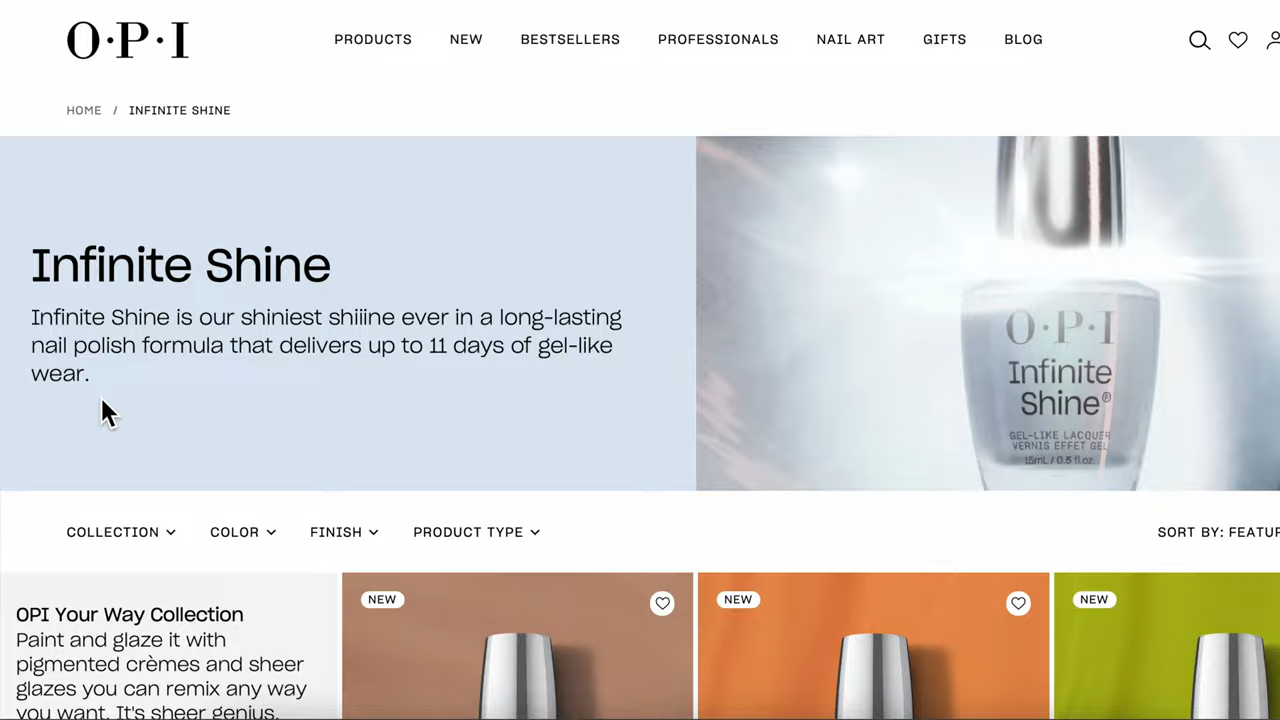 O·P·I
PRODUCTS NEW BESTSELLERS PROFESSIONALS NAIL ART GIFTS BLOG
HOME / INFINITE SHINE
Infinite Shine
Infinite Shine is our shiniest shiiine ever in a long-lasting
nail polish formula that delivers up to 11 days of gel-like
wear.
O·P·I
Infinite
Shine®
GEL-LIKE LACQUER
VERNIS EFFET GEL
15mL / 0.5 fl.oz.
COLLECTION COLOR FINISH PRODUCT TYPE SORT BY: FEATUR
OPI Your Way Collection
Paint and glaze it with
pigmented crèmes and sheer
glazes you can remix any way
you want. It's sheer genius.
NEW
NEW
NEW